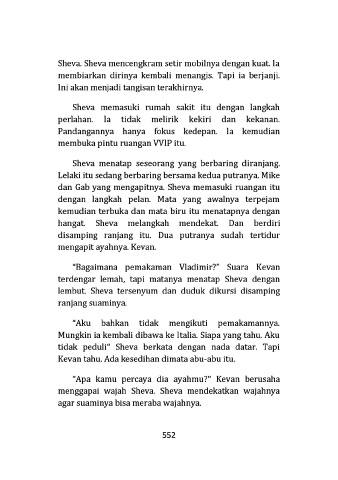 Sheva. Sheva mencengkram setir mobilnya dengan kuat. Ia
membiarkan dirinya kembali menangis. Tapi ia berjanji.
Ini akan menjadi tangisan terakhirnya.
Sheva memasuki rumah sakit itu dengan langkah
perlahan. Ia tidak melirik kekiri dan kekanan.
Pandangannya hanya fokus kedepan. Ia kemudian
membuka pintu ruangan VVIP itu.
Sheva menatap seseorang yang berbaring diranjang.
Lelaki itu sedang berbaring bersama kedua putranya. Mike
dan Gab yang mengapitnya. Sheva memasuki ruangan itu
dengan langkah pelan. Mata yang awalnya terpejam
kemudian terbuka dan mata biru itu menatapnya dengan
hangat. Sheva melangkah mendekat. Dan berdiri
disamping ranjang itu. Dua putranya sudah tertidur
mengapit ayahnya. Kevan.
"Bagaimana pemakaman Vladimir?" Suara Kevan
terdengar lemah, tapi matanya menatap Sheva dengan
lembut. Sheva tersenyum dan duduk dikursi disamping
ranjang suaminya.
"Aku bahkan tidak mengikuti pemakamannya.
Mungkin ia kembali dibawa ke Italia. Siapa yang tahu. Aku
tidak peduli" Sheva berkata dengan nada datar. Tapi
Kevan tahu. Ada kesedihan dimata abu-abu itu.
"Apa kamu percaya dia ayahmu?" Kevan berusaha
menggapai wajah Sheva. Sheva mendekatkan wajahnya
agar suaminya bisa meraba wajahnya.
552